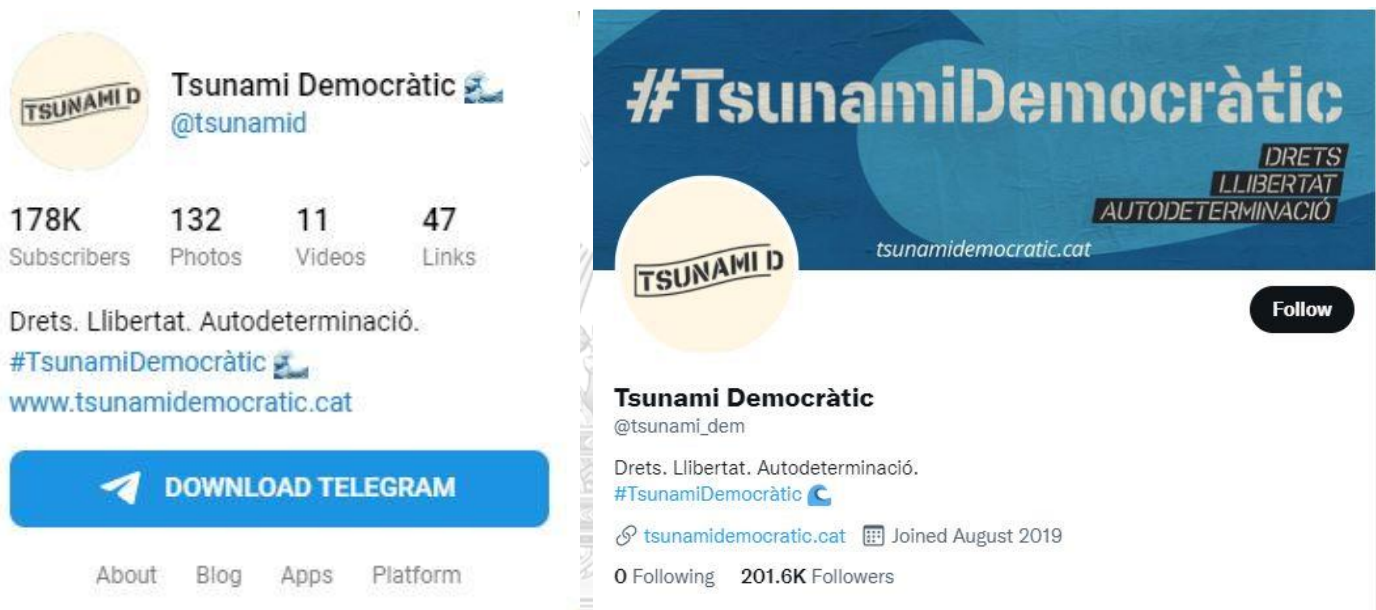 TSUNAMI D
Tsunami Democràtic 🌊
@tsunamid
178K 132 11 47
Subscribers Photos Videos Links
Drets. Llibertat. Autodeterminació.
#TsunamiDemocràtic 🌊
www.tsunamidemocratic.cat
DOWNLOAD TELEGRAM
About Blog Apps Platform
#TsunamiDemocràtic
DRETS
LLIBERTAT
AUTODETERMINACIÓ
tsunamidemocratic.cat
TSUNAMI D
Follow
Tsunami Democràtic
@tsunami_dem
Drets. Llibertat. Autodeterminació.
#TsunamiDemocràtic 🌊
tsunamidemocratic.cat Joined August 2019
0 Following 201.6K Followers